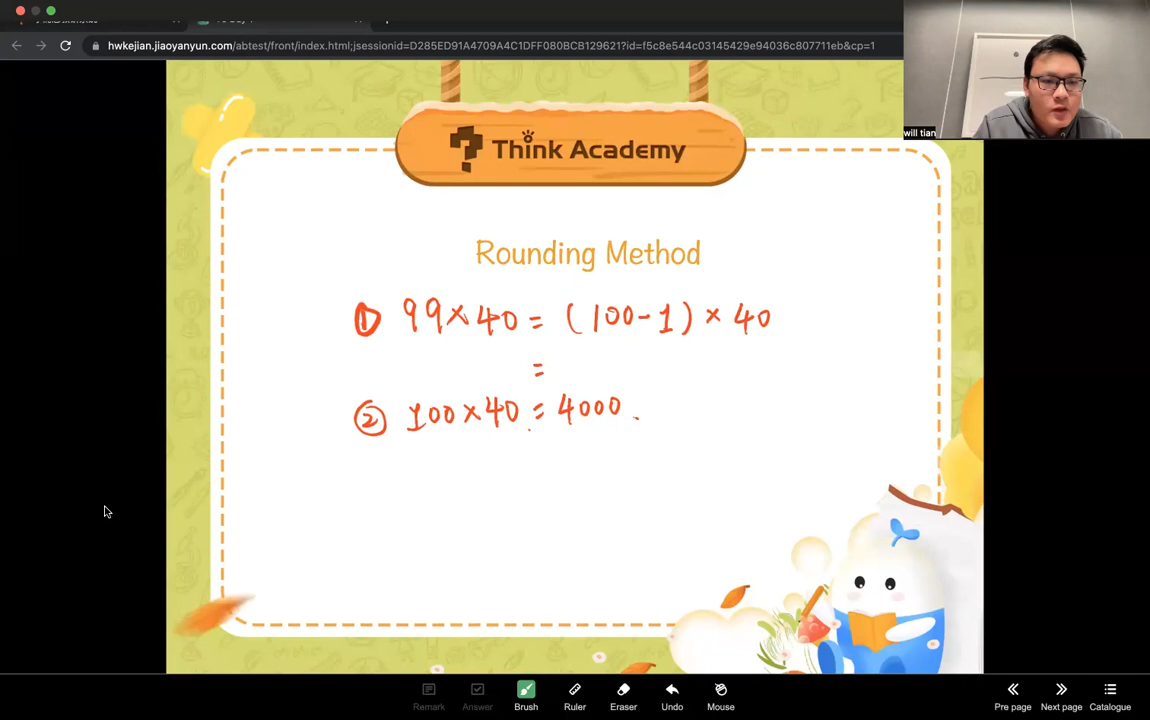 hwkejian.jiaoyanyun.com/abtest/front/index.html;jsessionid=D285ED91A4709A4C1DFF080BCB129621?id=f5c8e544c03145429e94036c807711eb&cp=1
will tian
Think Academy
Rounding Method
① 99×40 = (100-1) × 40
=
② 100×40 = 4000.
Remark
Answer
Brush
Ruler
Eraser
Undo
Mouse
Pre page
Next page
Catalogue